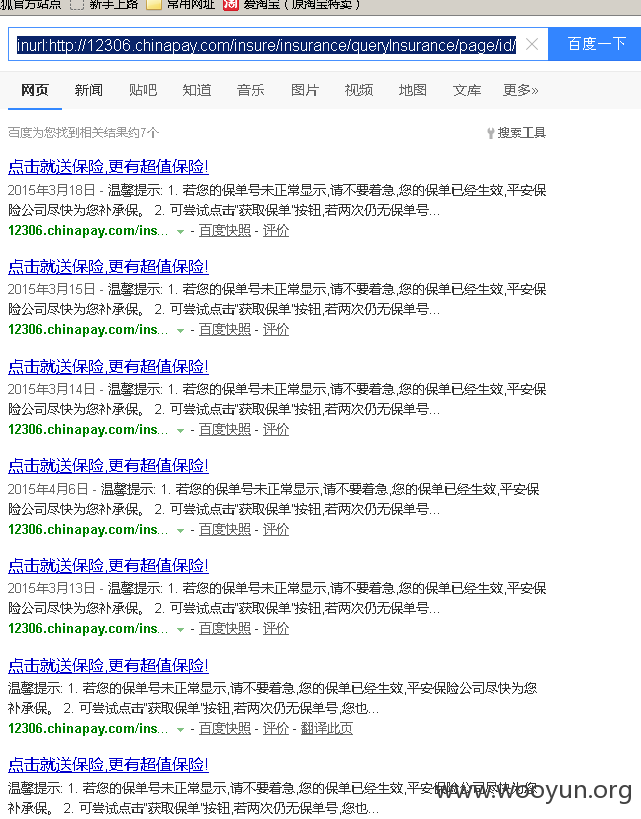 狐官方站点 新手上路 常用网址 爱淘宝（原淘宝特卖）
inurl:http://12306.chinapay.com/insure/insurance/queryInsurance/page/id/ 百度一下
网页 新闻 贴吧 知道 音乐 图片 视频 地图 文库 更多»
百度为您找到相关结果约7个 搜索工具
点击就送保险,更有超值保险!
2015年3月18日 - 温馨提示: 1. 若您的保单号未正常显示,请不要着急,您的保单已经生效,平安保
险公司尽快为您补承保。 2. 可尝试点击"获取保单"按钮,若两次仍无保单号...
12306.chinapay.com/ins... - 百度快照 - 评价
点击就送保险,更有超值保险!
2015年3月15日 - 温馨提示: 1. 若您的保单号未正常显示,请不要着急,您的保单已经生效,平安保
险公司尽快为您补承保。 2. 可尝试点击"获取保单"按钮,若两次仍无保单号...
12306.chinapay.com/ins... - 百度快照 - 评价
点击就送保险,更有超值保险!
2015年3月14日 - 温馨提示: 1. 若您的保单号未正常显示,请不要着急,您的保单已经生效,平安保
险公司尽快为您补承保。 2. 可尝试点击"获取保单"按钮,若两次仍无保单号...
12306.chinapay.com/ins... - 百度快照 - 评价
点击就送保险,更有超值保险!
2015年4月6日 - 温馨提示: 1. 若您的保单号未正常显示,请不要着急,您的保单已经生效,平安保
险公司尽快为您补承保。 2. 可尝试点击"获取保单"按钮,若两次仍无保单号...
12306.chinapay.com/ins... - 百度快照 - 评价
点击就送保险,更有超值保险!
2015年3月13日 - 温馨提示: 1. 若您的保单号未正常显示,请不要着急,您的保单已经生效,平安保
险公司尽快为您补承保。 2. 可尝试点击"获取保单"按钮,若两次仍无保单号...
12306.chinapay.com/ins... - 百度快照 - 评价
点击就送保险,更有超值保险!
温馨提示: 1. 若您的保单号未正常显示,请不要着急,您的保单已经生效,平安保险公司尽快为您
补承保。 2. 可尝试点击"获取保单"按钮,若两次仍无保单号,您也...
12306.chinapay.com/ins... - 百度快照 - 评价 - 翻译此页
点击就送保险,更有超值保险!
温馨提示: 1. 若您的保单号未正常显示,请不要着急,您的保单已经生效,平安保险公司尽快为您
补承保。 2. 可尝试点击"获取保单"按钮,若两次仍无保单号,您也...
www.wooyun.org